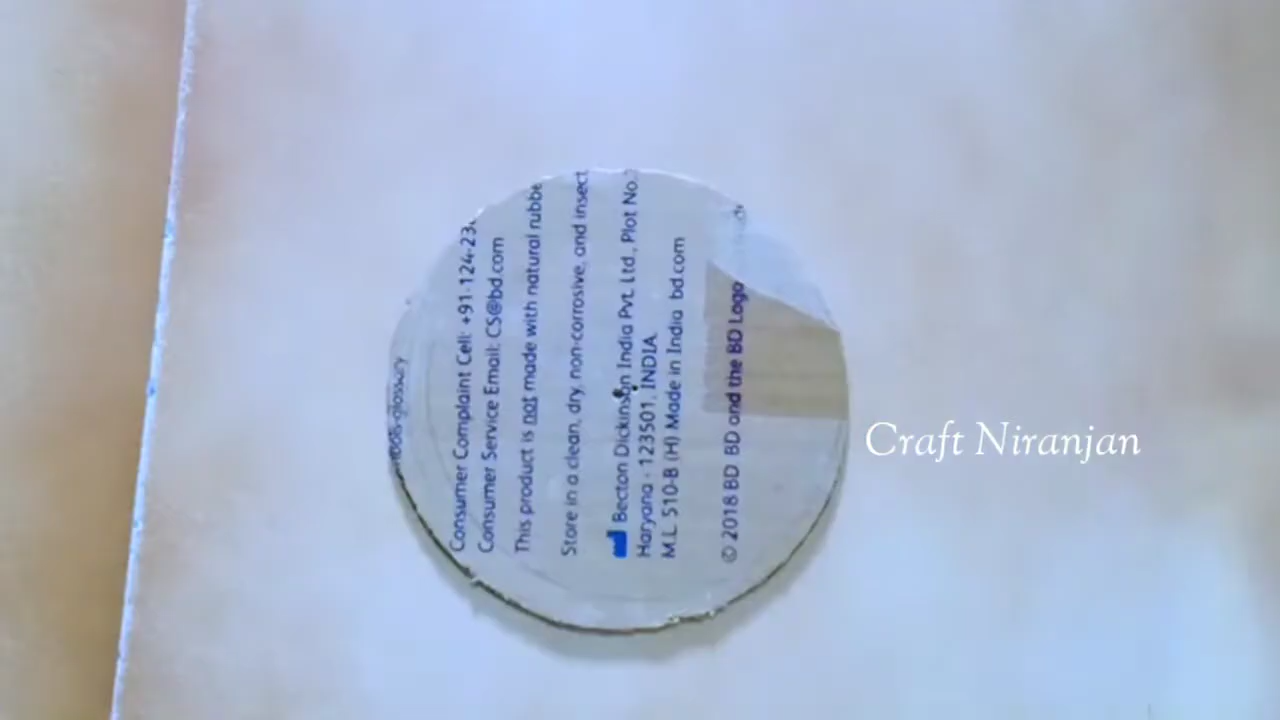 Consumer Complaint Cell: +91-124-23
Consumer Service Email: CS@bd.com
This product is not made with natural rubbe
Store in a clean, dry, non-corrosive, and insect
Becton Dickinson India Pvt. Ltd., Plot No.
Haryana - 123501, INDIA.
M.L. 510-B (H) Made in India bd.com
© 2018 BD BD and the BD Logo
Craft Niranjan